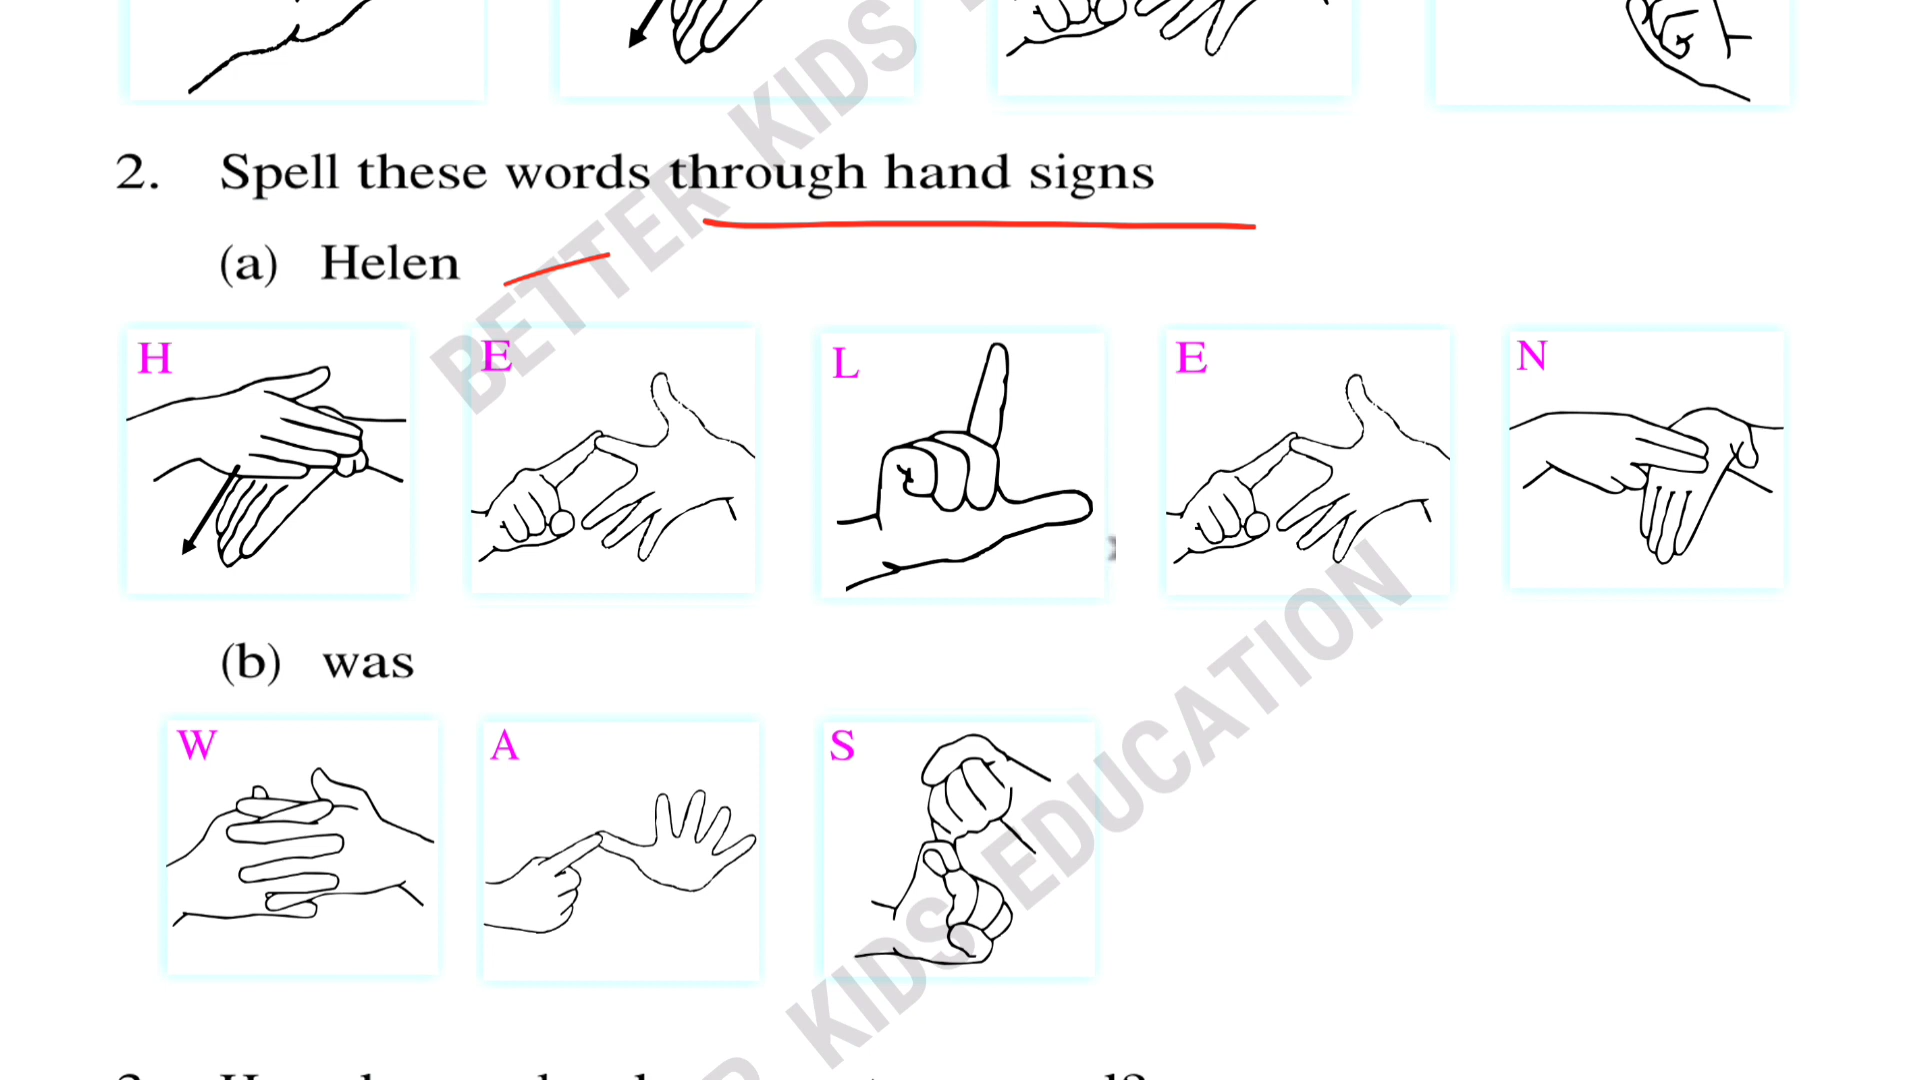 2. Spell these words through hand signs
(a) Helen
H E L E N
(b) was
W A S
BETTER KIDS EDUCATION
KIDS